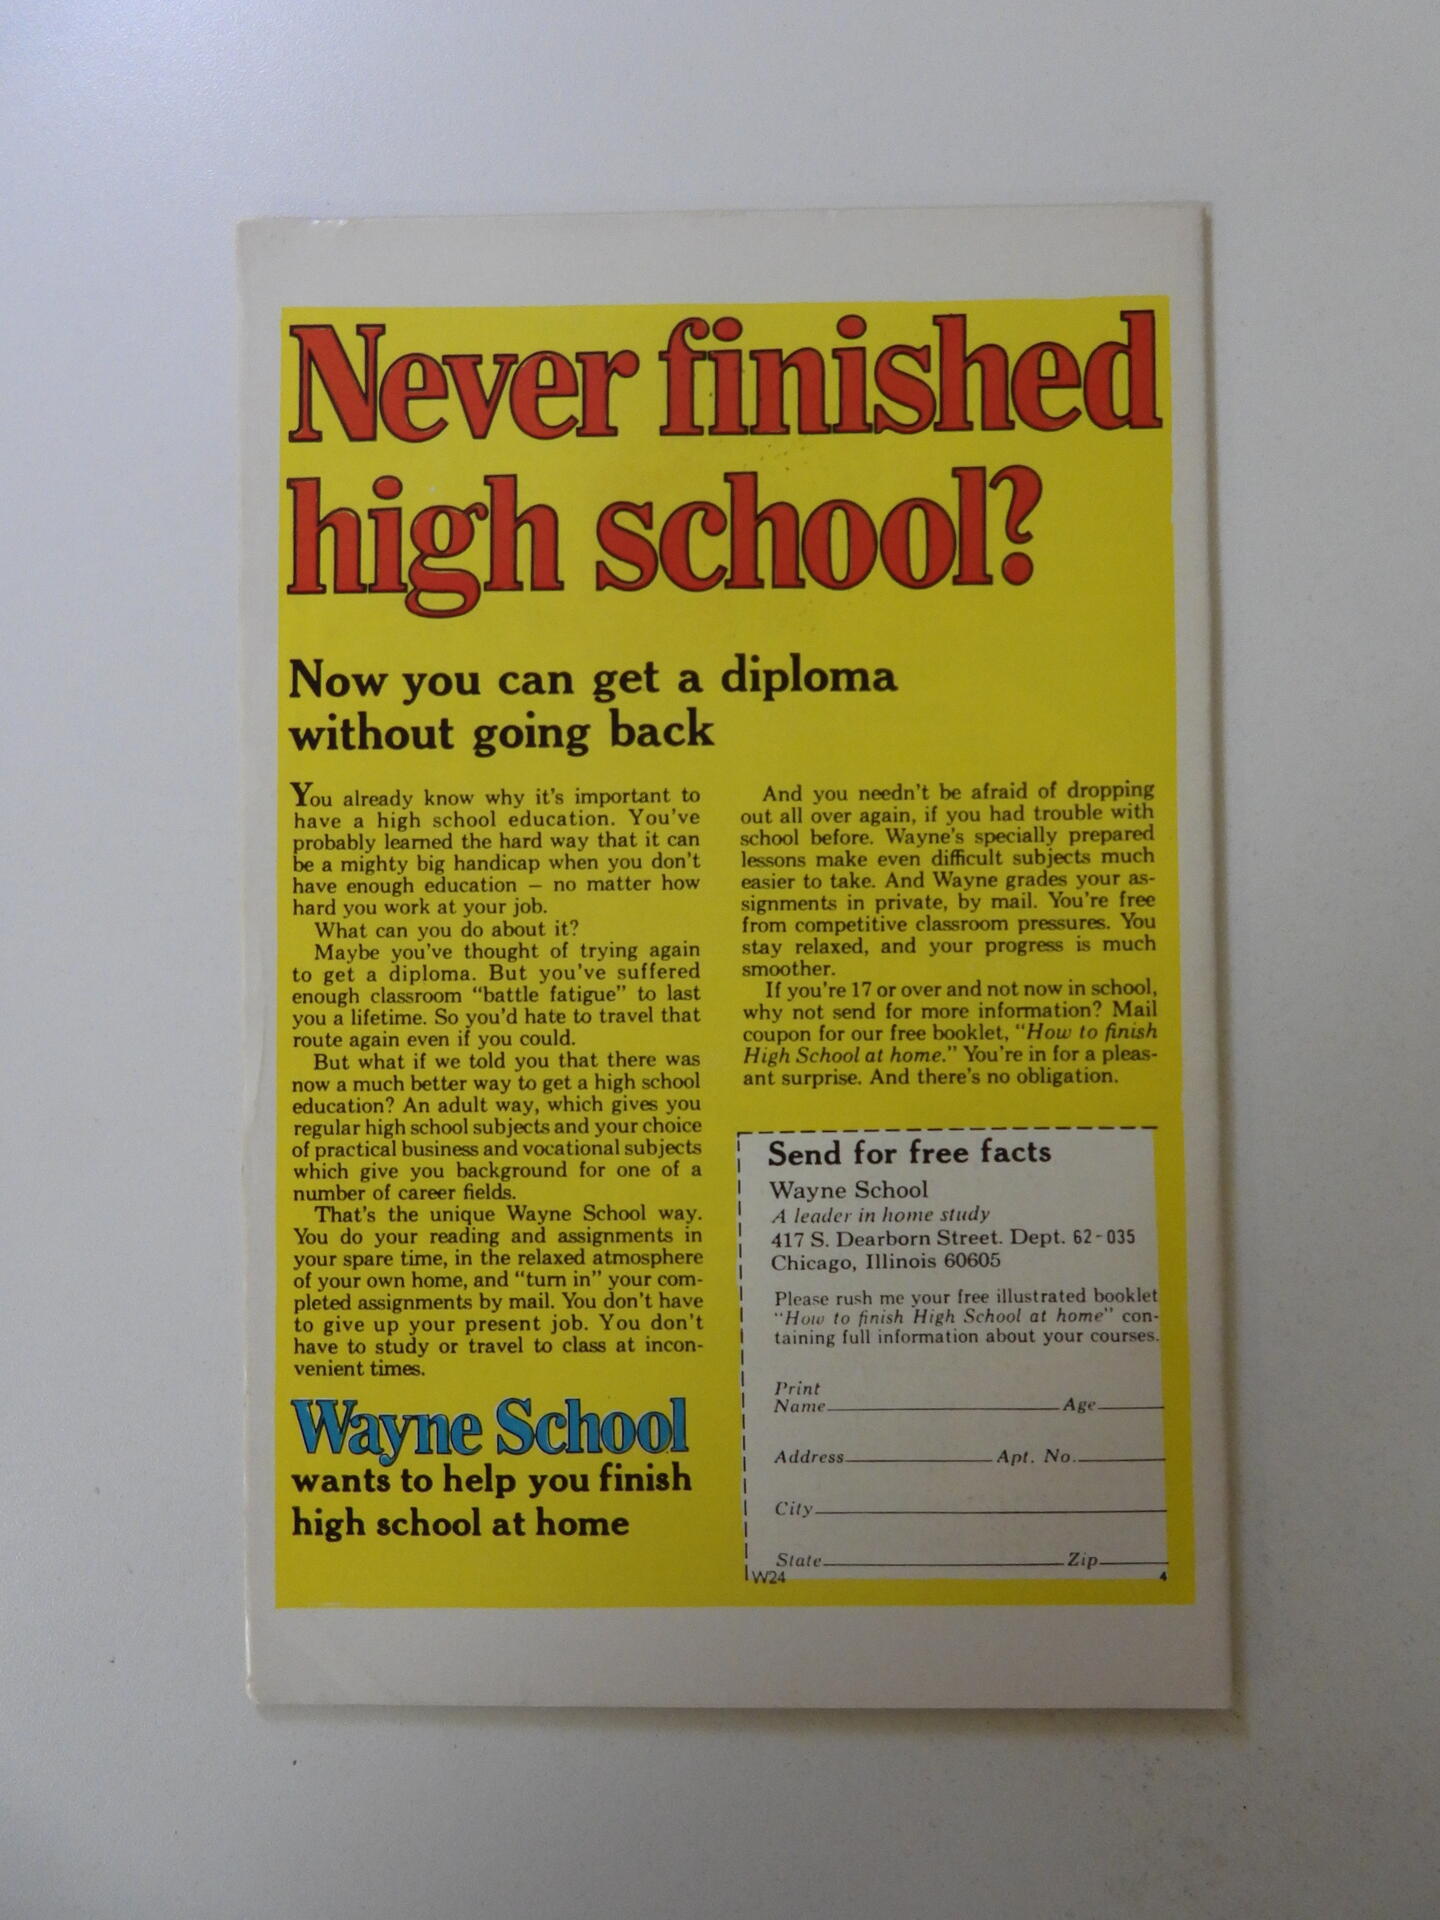 Never finished
high school?
Now you can get a diploma
without going back
You already know why it's important to
have a high school education. You've
probably learned the hard way that it can
be a mighty big handicap when you don't
have enough education — no matter how
hard you work at your job.
What can you do about it?
Maybe you've thought of trying again
to get a diploma. But you've suffered
enough classroom "battle fatigue" to last
you a lifetime. So you'd hate to travel that
route again even if you could.
But what if we told you that there was
now a much better way to get a high school
education? An adult way, which gives you
regular high school subjects and your choice
of practical business and vocational subjects
which give you background for one of a
number of career fields.
That's the unique Wayne School way.
You do your reading and assignments in
your spare time, in the relaxed atmosphere
of your own home, and "turn in" your com-
pleted assignments by mail. You don't have
to give up your present job. You don't
have to study or travel to class at incon-
venient times.
Wayne School
wants to help you finish
high school at home
And you needn't be afraid of dropping
out all over again, if you had trouble with
school before. Wayne's specially prepared
lessons make even difficult subjects much
easier to take. And Wayne grades your as-
signments in private, by mail. You're free
from competitive classroom pressures. You
stay relaxed, and your progress is much
smoother.
If you're 17 or over and not now in school,
why not send for more information? Mail
coupon for our free booklet, "How to finish
High School at home." You're in for a pleas-
ant surprise. And there's no obligation.
Send for free facts
Wayne School
A leader in home study
417 S. Dearborn Street. Dept. 62-035
Chicago, Illinois 60605
Please rush me your free illustrated booklet
"How to finish High School at home" con-
taining full information about your courses.
Print
Name Age
Address Apt. No.
City
State Zip
W24 4